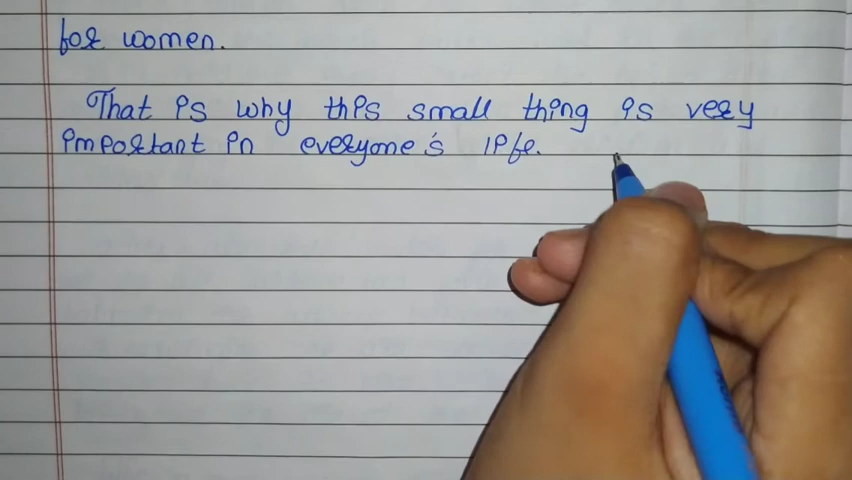 for women.
That is why this small thing is very
important in everyone's life.